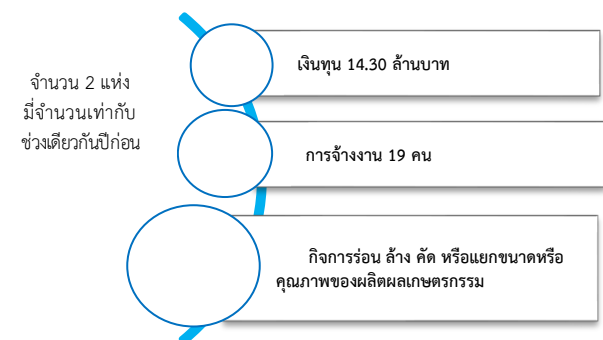 จำนวน 2 แห่ง
มีจำนวนเท่ากับ
ช่วงเดียวกันปีก่อน
เงินทุน 14.30 ล้านบาท
การจ้างงาน 19 คน
กิจการร่อน ล้าง คัด หรือแยกขนาดหรือ
คุณภาพของผลิตผลเกษตรกรรม